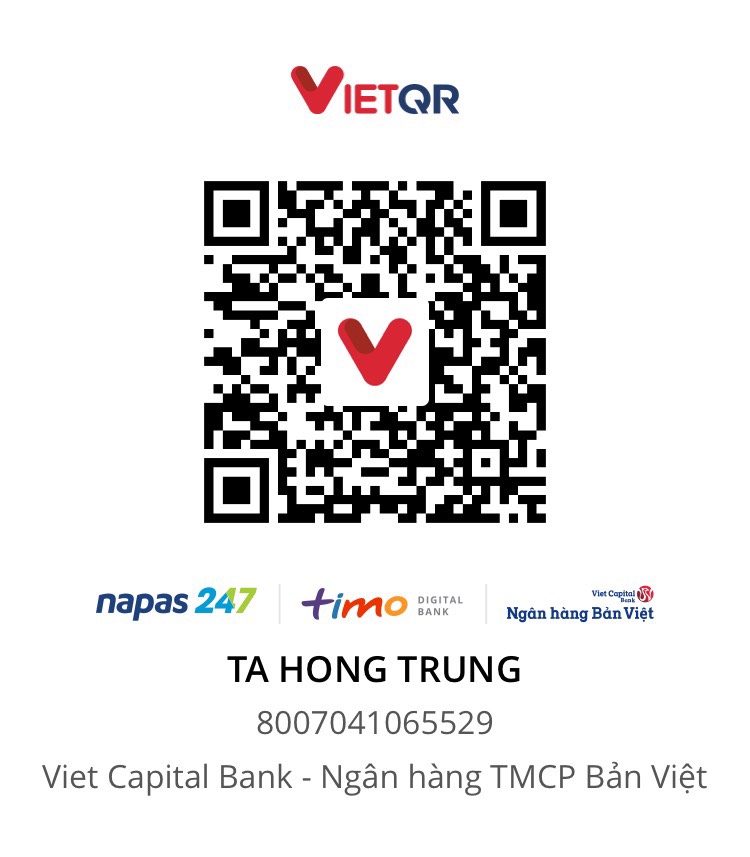 VIETQR
napas 247
timo DIGITAL BANK
Viet Capital Bank
Ngân hàng Bản Việt
TA HONG TRUNG
8007041065529
Viet Capital Bank - Ngân hàng TMCP Bản Việt